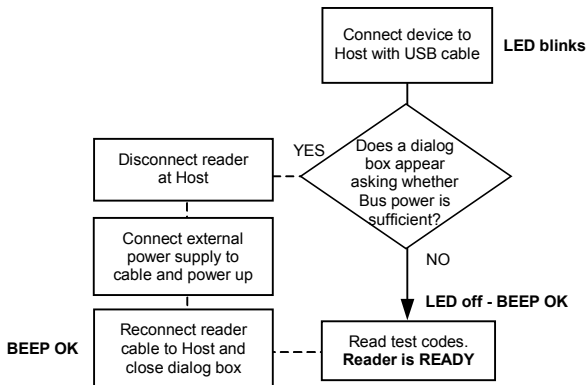 Connect device to
Host with USB cable
LED blinks
YES
Does a dialog
box appear
asking whether
Bus power is
sufficient?
Disconnect reader
at Host
Connect external
power supply to
cable and power up
NO
LED off - BEEP OK
BEEP OK
Reconnect reader
cable to Host and
close dialog box
Read test codes.
Reader is READY